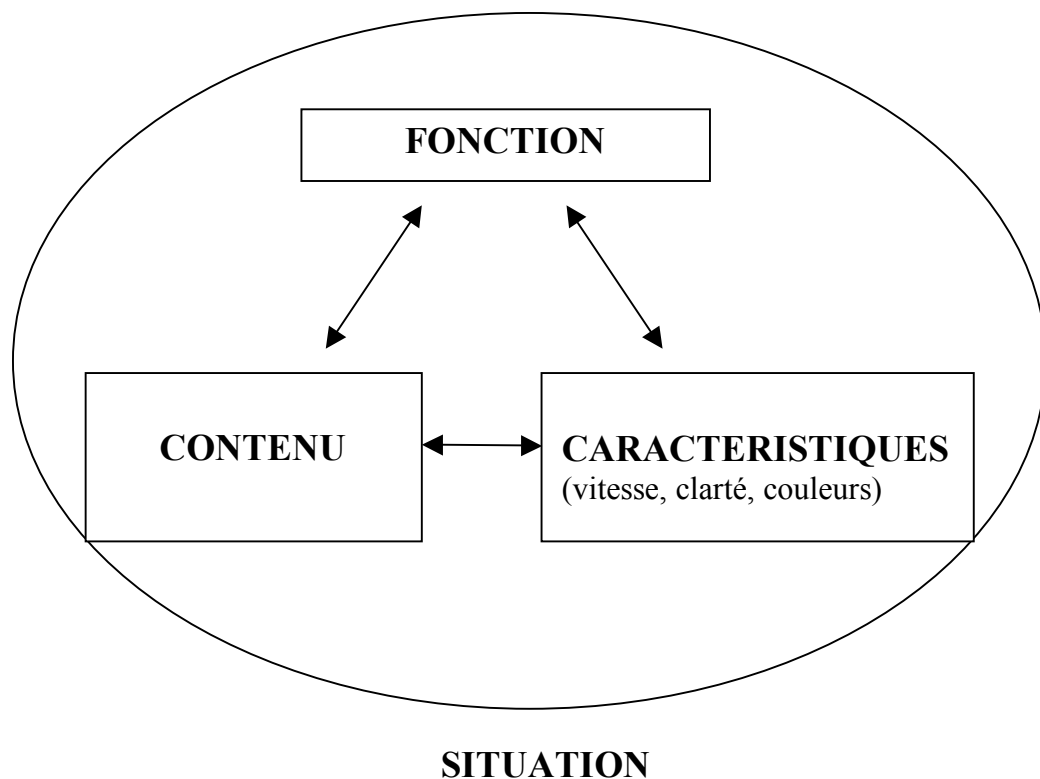 FONCTION
CONTENU
CARACTERISTIQUES
(vitesse, clarté, couleurs)
SITUATION